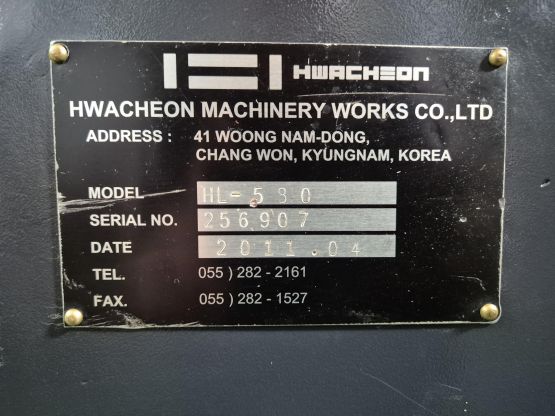 HWACHEON
HWACHEON MACHINERY WORKS CO.,LTD
ADDRESS : 41 WOONG NAM-DONG,
CHANG WON, KYUNGNAM, KOREA
MODEL HL-580
SERIAL NO. 256907
DATE 2011.04
TEL. 055 ) 282 - 2161
FAX. 055 ) 282 - 1527